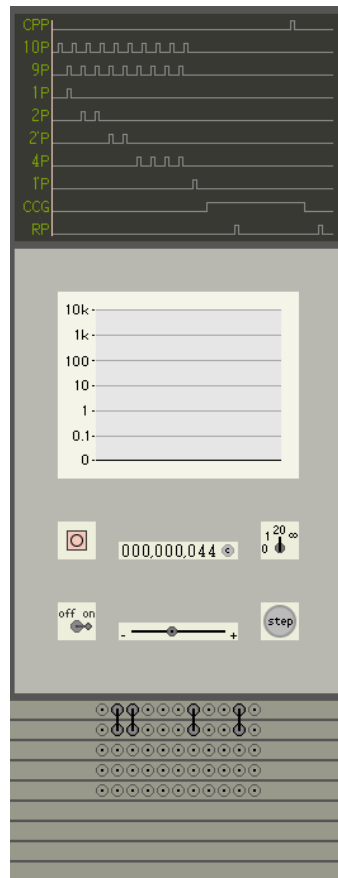 CPP
10P
9P
1P
2P
2'P
4P
1'P
CCG
RP
10k
1k
100
10
1
0.1
0
1 20 ∞
0
000,000,044 c
off on
- +
step